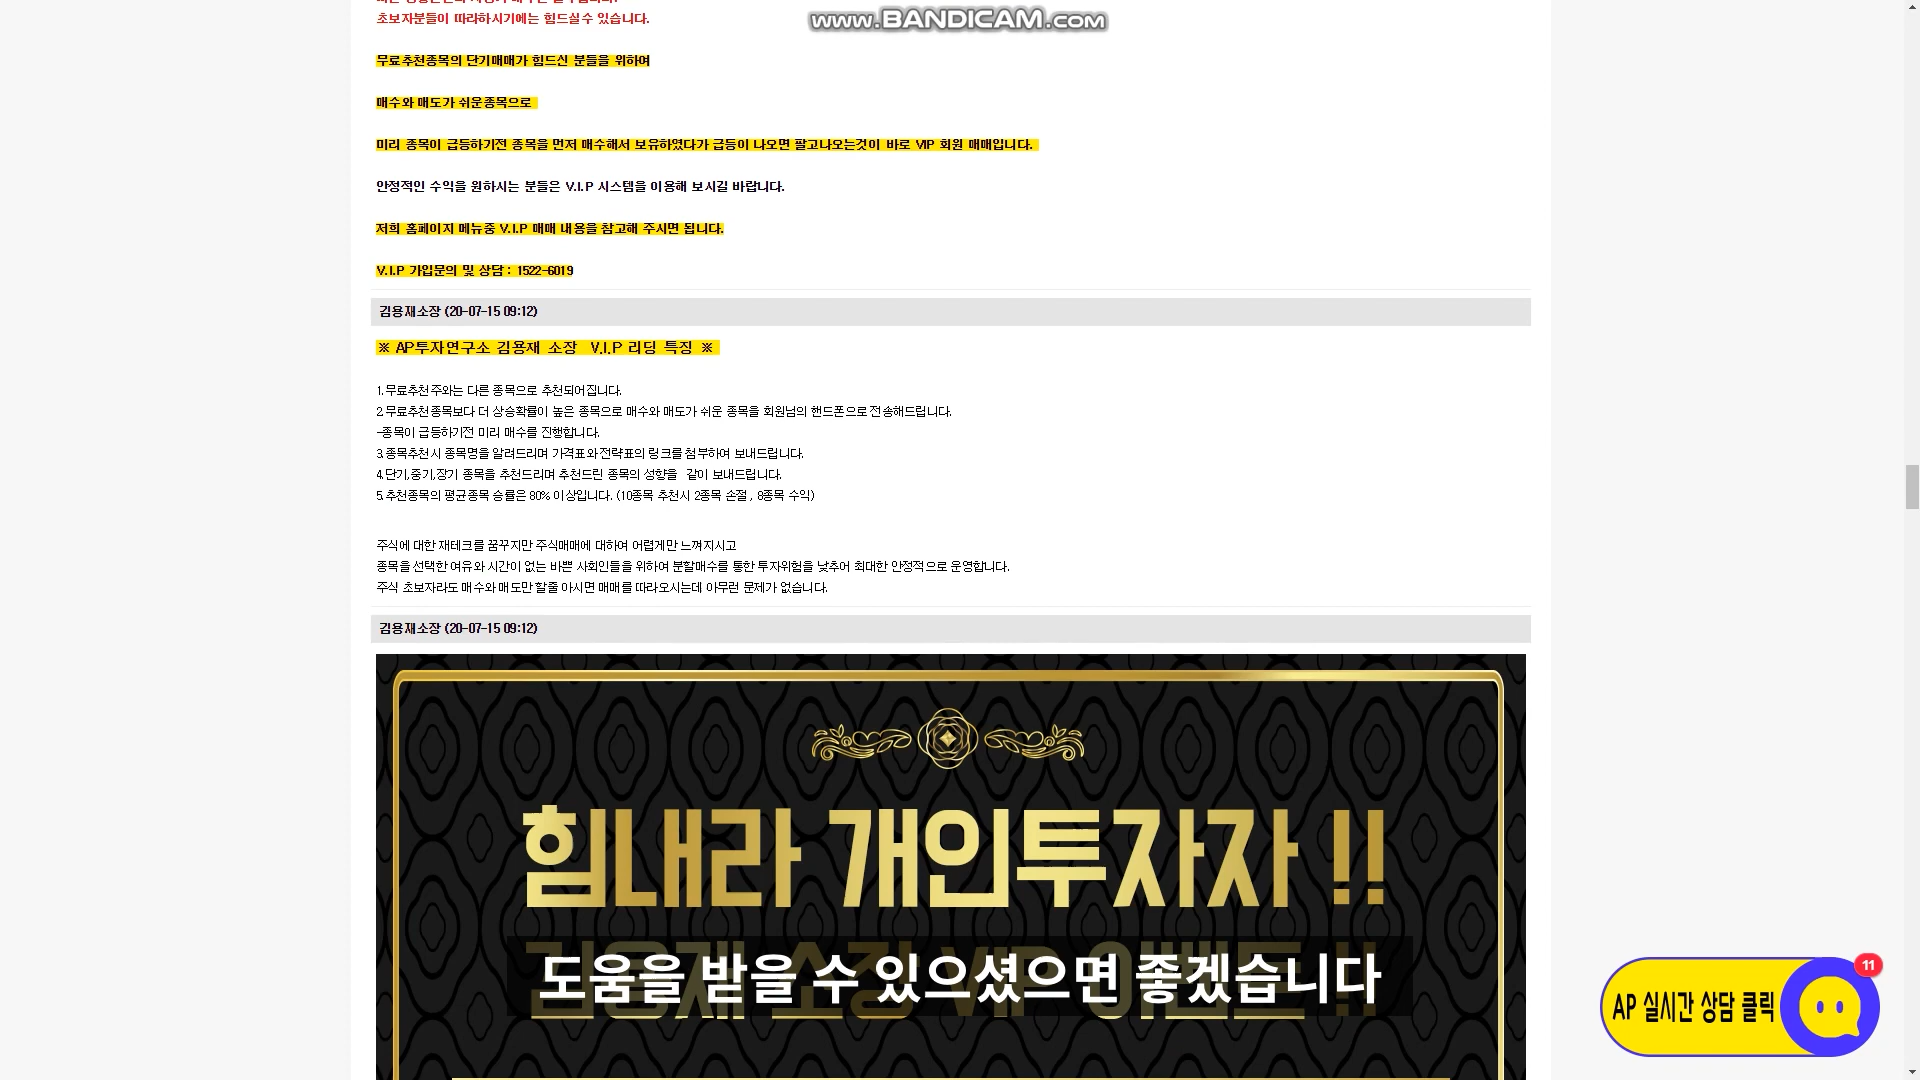 초보자분들이 따라하시기에는 힘드실수 있습니다.
www.BANDICAM.com
무료추천종목의 단기매매가 힘드신 분들을 위하여
매수와 매도가 쉬운종목으로
미리 종목이 급등하기전 종목을 먼저 매수해서 보유하였다가 급등이 나오면 팔고나오는것이 바로 VIP 회원 매매입니다.
안정적인 수익을 원하시는 분들은 V.I.P 시스템을 이용해 보시길 바랍니다.
저희 홈페이지 메뉴중 V.I.P 매매 내용을 참고해 주시면 됩니다.
V.I.P 가입문의 및 상담 : 1522-6019
김용재소장 (20-07-15 09:12)
※ AP투자연구소 김용재 소장 V.I.P 리딩 특징 ※
1.무료추천주와는 다른 종목으로 추천되어집니다.
2.무료추천종목보다 더 상승확률이 높은 종목으로 매수와 매도가 쉬운 종목을 회원님의 핸드폰으로 전송해드립니다.
-종목이 급등하기전 미리 매수를 진행합니다.
3.종목추천시 종목명을 알려드리며 가격표와 전략표의 링크를 첨부하여 보내드립니다.
4.단기,중기,장기 종목을 추천드리며 추천드린 종목의 성향을 같이 보내드립니다.
5.추천종목의 평균종목 승률은 80% 이상입니다. (10종목 추천시 2종목 손절 , 8종목 수익)
주식에 대한 재테크를 꿈꾸지만 주식매매에 대하여 어렵게만 느껴지시고
종목을 선택한 여유와 시간이 없는 바쁜 사회인들을 위하여 분할매수를 통한 투자위험을 낮추어 최대한 안정적으로 운영합니다.
주식 초보자라도 매수와 매도만 할줄 아시면 매매를 따라오시는데 아무런 문제가 없습니다.
김용재소장 (20-07-15 09:12)
힘내라 개인투자자 !!
김용재 소장 VIP 이벤트 !!
도움을 받을 수 있으셨으면 좋겠습니다
11
AP 실시간 상담 클릭